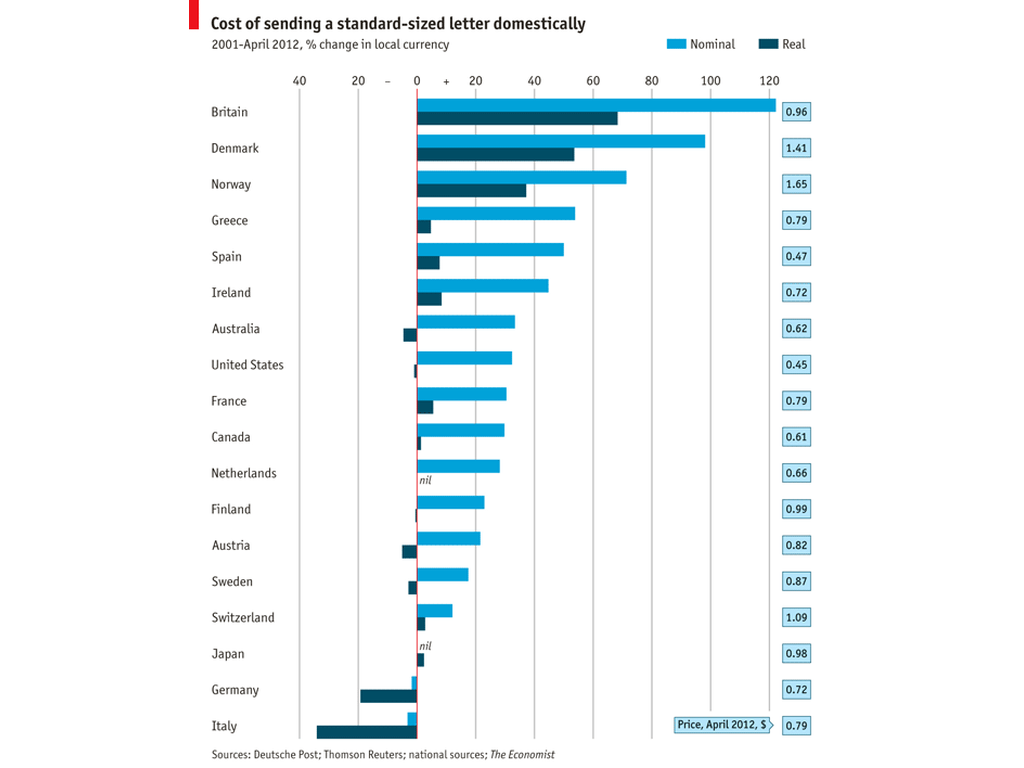 Cost of sending a standard-sized letter domestically
2001-April 2012, % change in local currency
Nominal Real
40 20 – 0 + 20 40 60 80 100 120
Britain 0.96
Denmark 1.41
Norway 1.65
Greece 0.79
Spain 0.47
Ireland 0.72
Australia 0.62
United States 0.45
France 0.79
Canada 0.61
Netherlands nil 0.66
Finland 0.99
Austria 0.82
Sweden 0.87
Switzerland 1.09
Japan nil 0.98
Germany 0.72
Italy Price, April 2012, $ 0.79
Sources: Deutsche Post; Thomson Reuters; national sources; The Economist